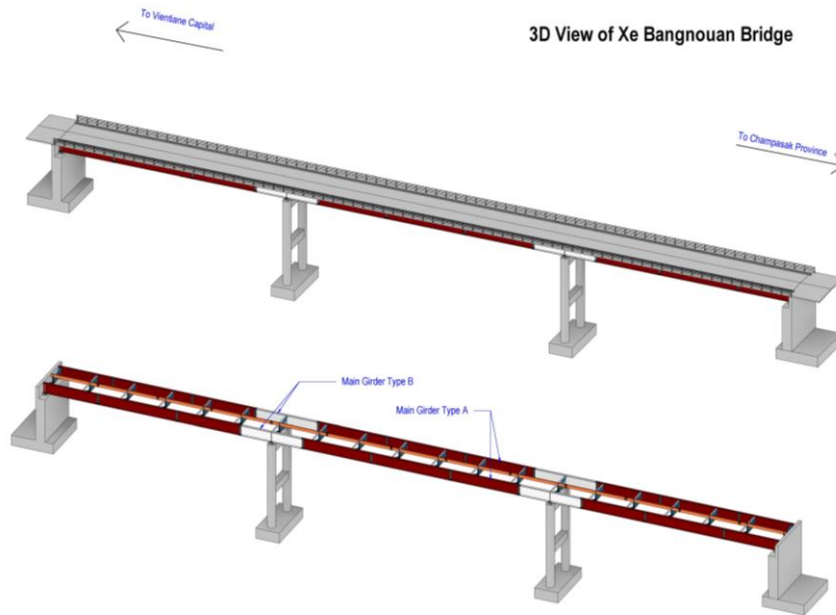 To Vientiane Capital
3D View of Xe Bangnouan Bridge
To Champasak Province
Main Girder Type B
Main Girder Type A